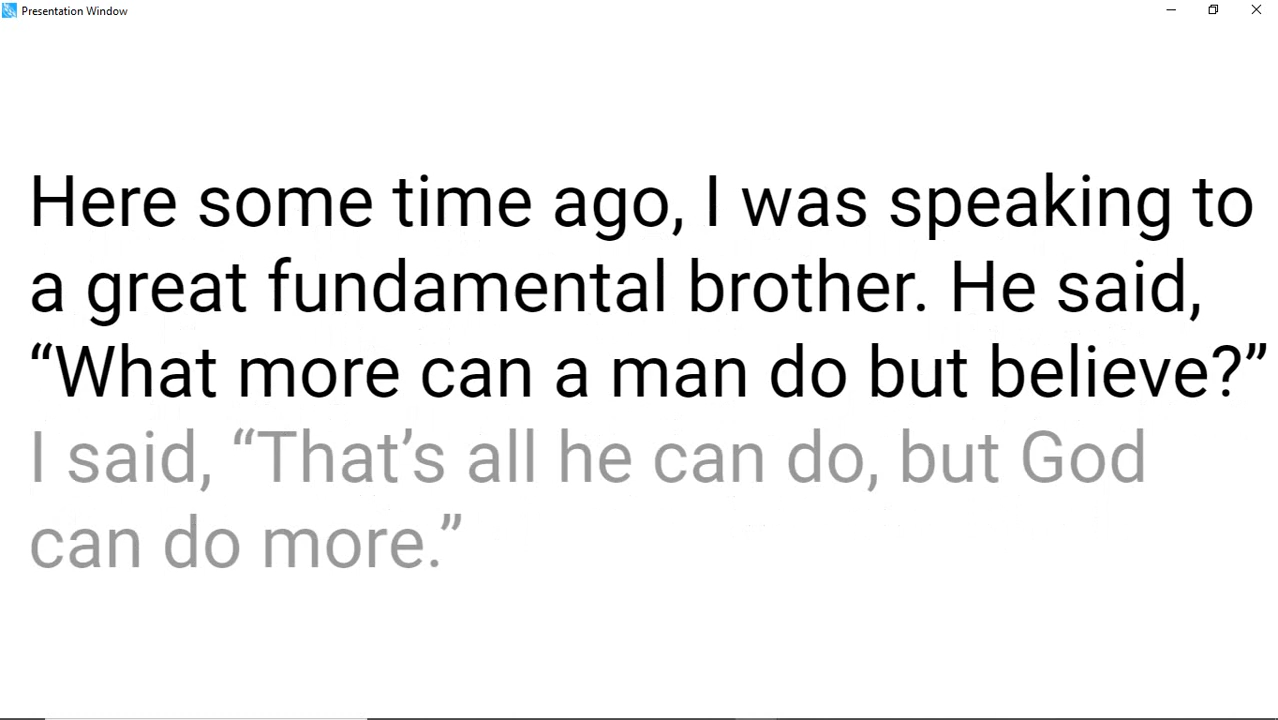 Presentation Window
Here some time ago, I was speaking to
a great fundamental brother. He said,
“What more can a man do but believe?”
I said, “That’s all he can do, but God
can do more.”